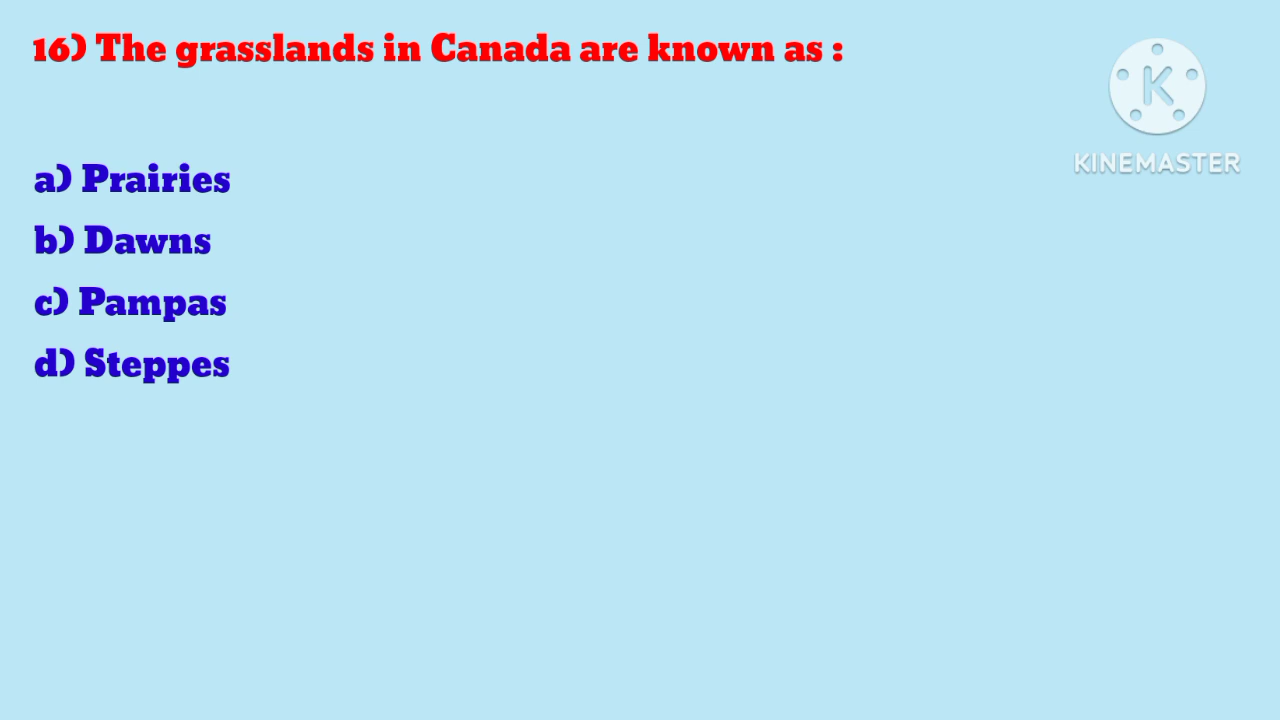 16) The grasslands in Canada are known as :
K
KINEMASTER
a) Prairies
b) Dawns
c) Pampas
d) Steppes